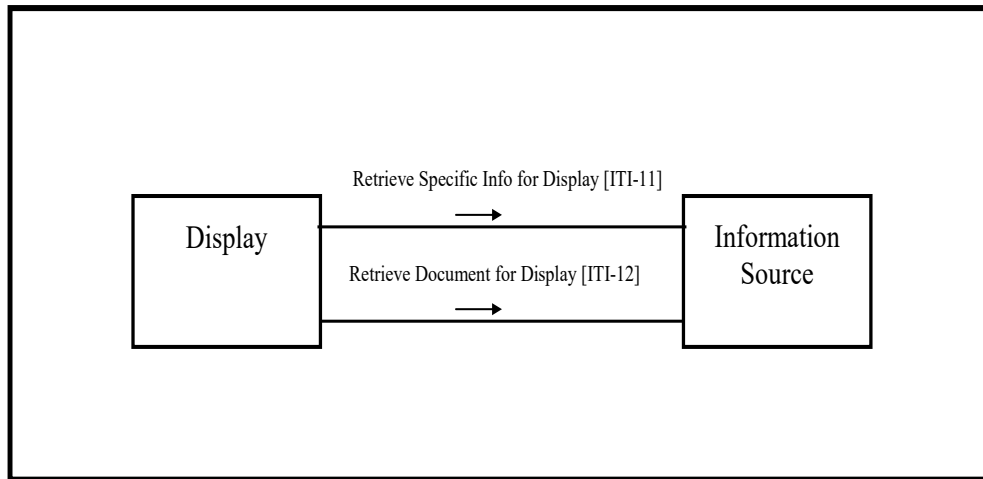 Retrieve Specific Info for Display [ITI-11]
Display
Information
Source
Retrieve Document for Display [ITI-12]